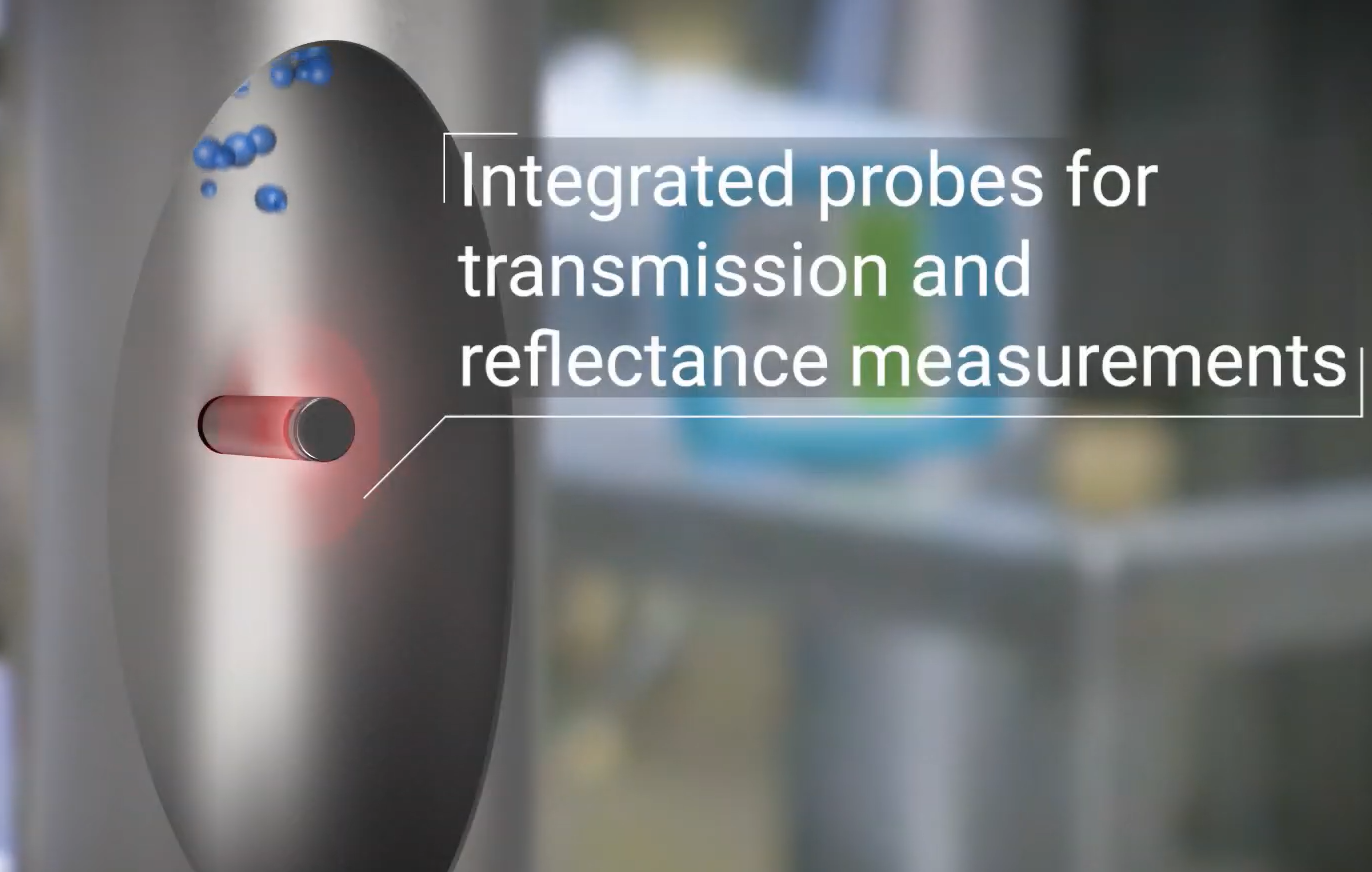 Integrated probes for
transmission and
reflectance measurements